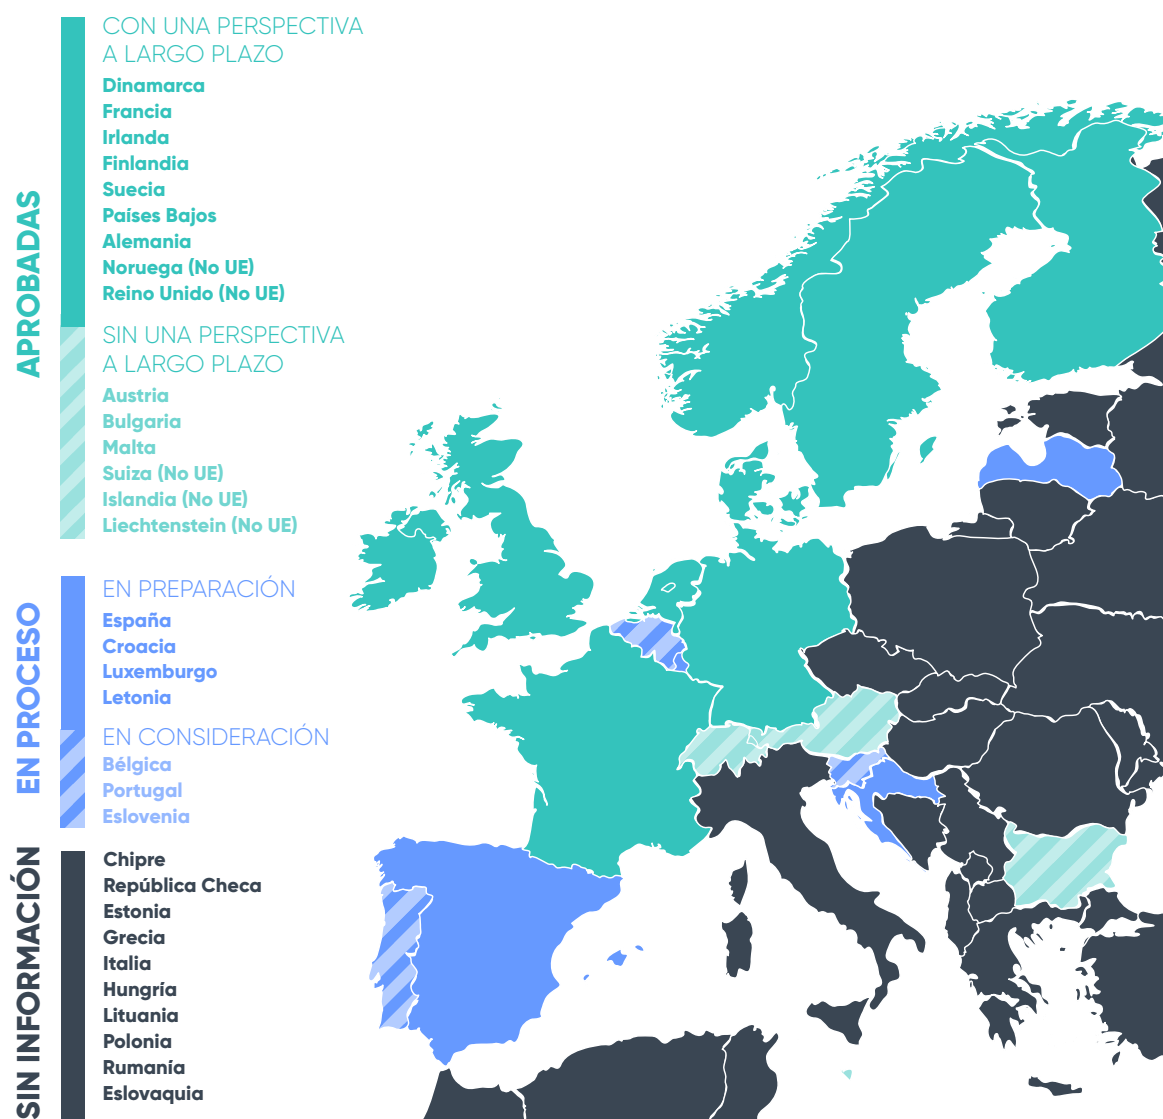 APROBADAS
CON UNA PERSPECTIVA
A LARGO PLAZO
Dinamarca
Francia
Irlanda
Finlandia
Suecia
Países Bajos
Alemania
Noruega (No UE)
Reino Unido (No UE)
SIN UNA PERSPECTIVA
A LARGO PLAZO
Austria
Bulgaria
Malta
Suiza (No UE)
Islandia (No UE)
Liechtenstein (No UE)
EN PROCESO
EN PREPARACIÓN
España
Croacia
Luxemburgo
Letonia
EN CONSIDERACIÓN
Bélgica
Portugal
Eslovenia
SIN INFORMACIÓN
Chipre
República Checa
Estonia
Grecia
Italia
Hungría
Lituania
Polonia
Rumanía
Eslovaquia